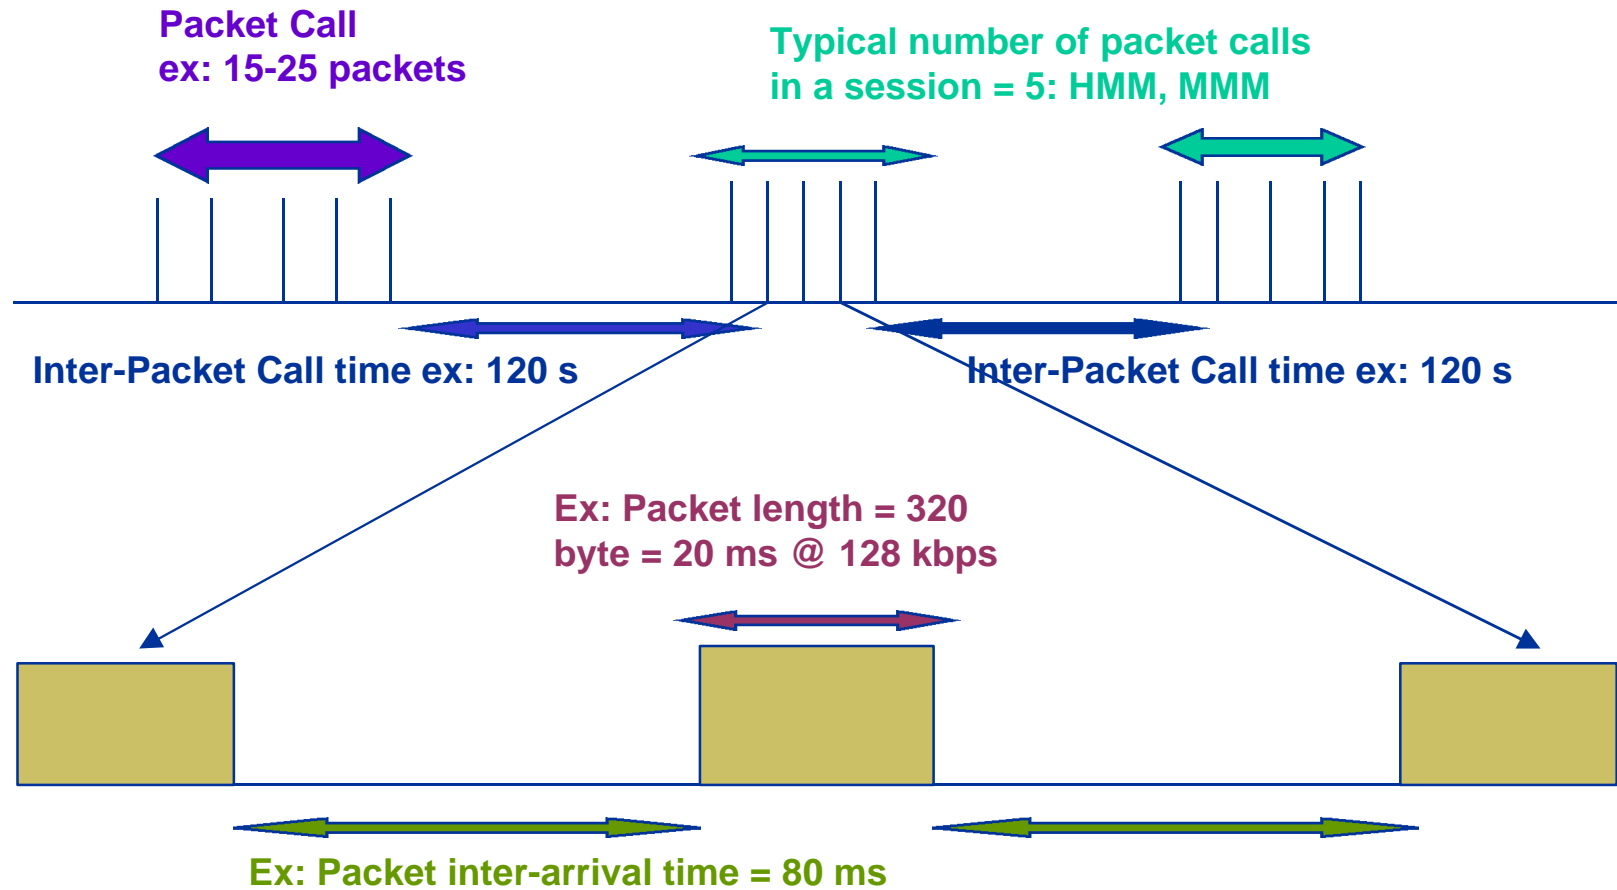 Packet Call
ex: 15-25 packets
Typical number of packet calls
in a session = 5: HMM, MMM
Inter-Packet Call time ex: 120 s
Inter-Packet Call time ex: 120 s
Ex: Packet length = 320
byte = 20 ms @ 128 kbps
Ex: Packet inter-arrival time = 80 ms